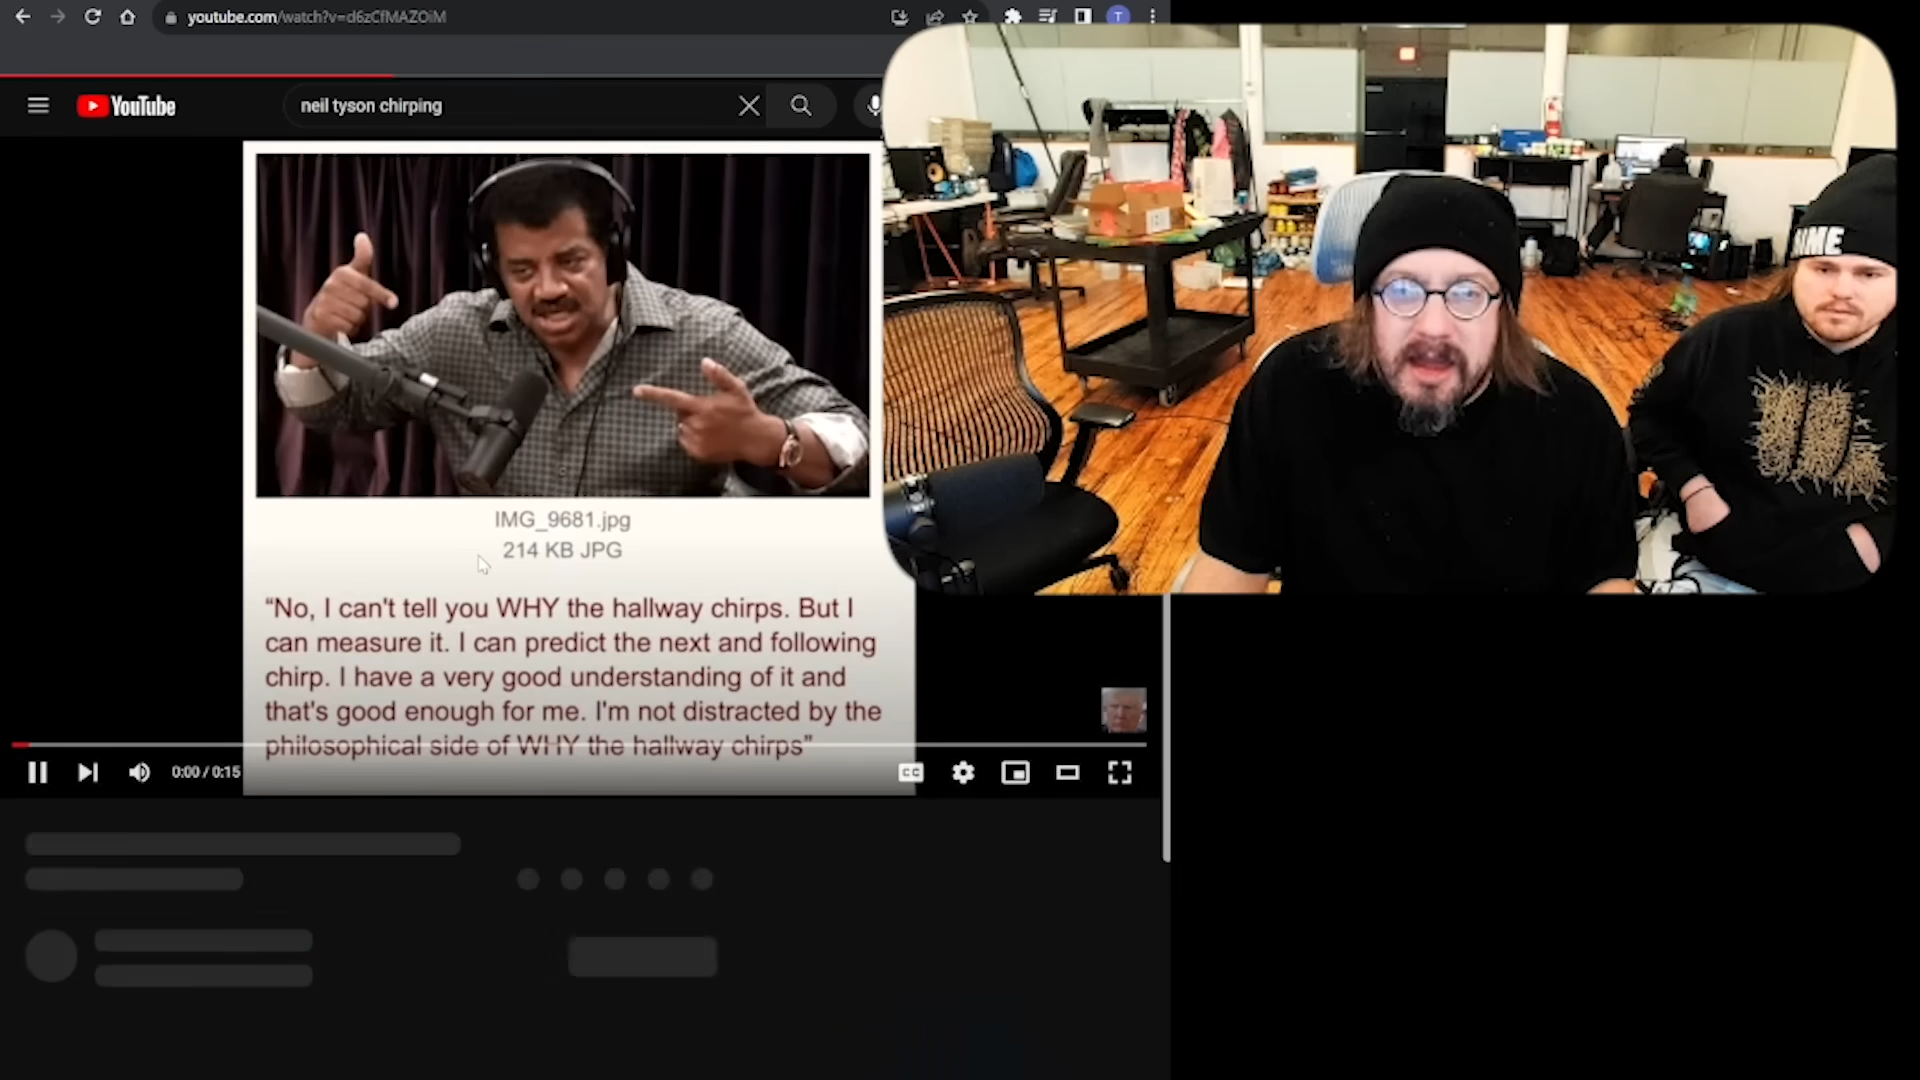 youtube.com/watch?v=d6zCfMAZOiM
T
YouTube
neil tyson chirping
IMG_9681.jpg
214 KB JPG
“No, I can't tell you WHY the hallway chirps. But I
can measure it. I can predict the next and following
chirp. I have a very good understanding of it and
that's good enough for me. I'm not distracted by the
philosophical side of WHY the hallway chirps”
0:00 / 0:15
CC